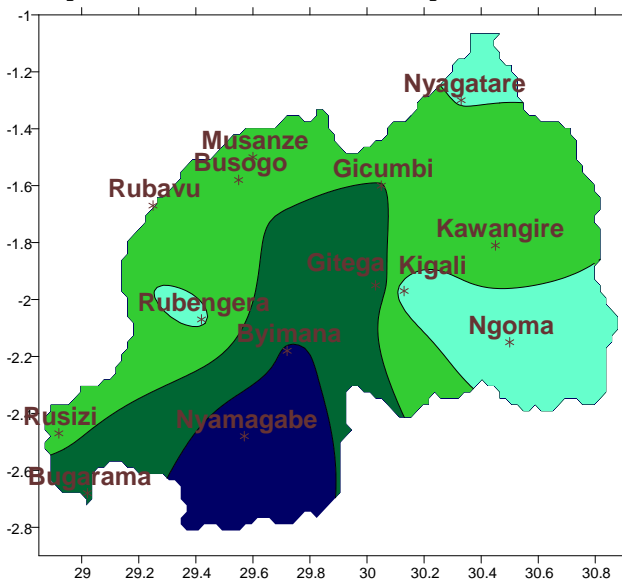 -1
-1.2
Nyagatare
-1.4
Musanze
Busogo
Gicumbi
-1.6
Rubavu
Kawangire
-1.8
Gitega
Kigali
-2
Rubengera
Ngoma
Byimana
-2.2
-2.4
Rusizi
Nyamagabe
-2.6
Bugarama
-2.8
29 29.2 29.4 29.6 29.8 30 30.2 30.4 30.6 30.8